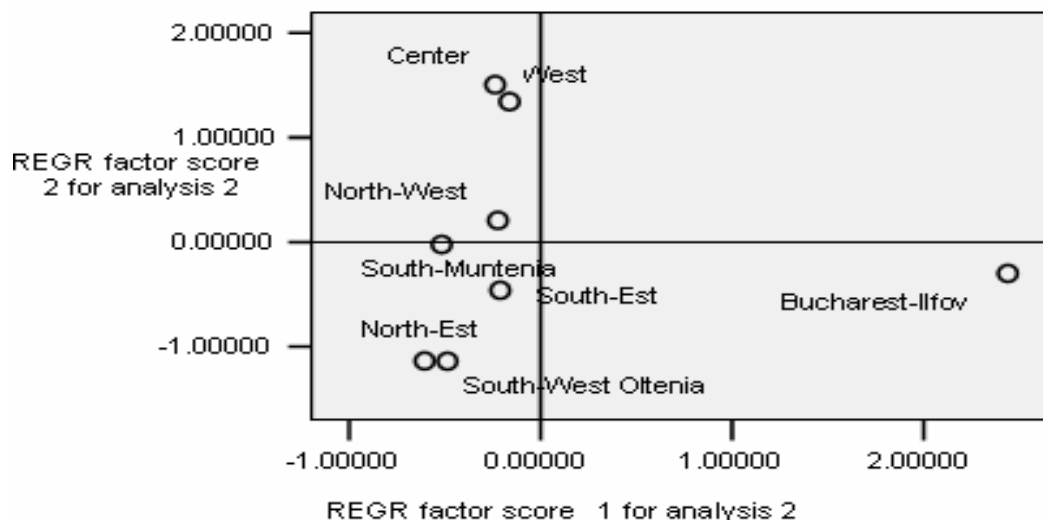 2.00000
Center
West
1.00000
REGR factor score
2 for analysis 2
North-West
0.00000
South-Muntenia
South-Est
Bucharest-Ilfov
North-Est
-1.00000
South-West Oltenia
-1.00000 0.00000 1.00000 2.00000
REGR factor score 1 for analysis 2